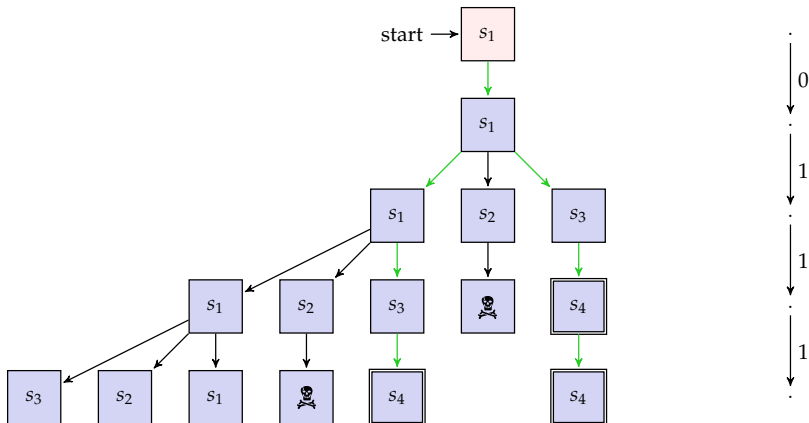 start s₁ .
0
s₁ .
1
s₁ s₂ s₃ .
1
s₁ s₂ s₃ ☠ s₄ .
1
s₃ s₂ s₁ ☠ s₄ s₄ .